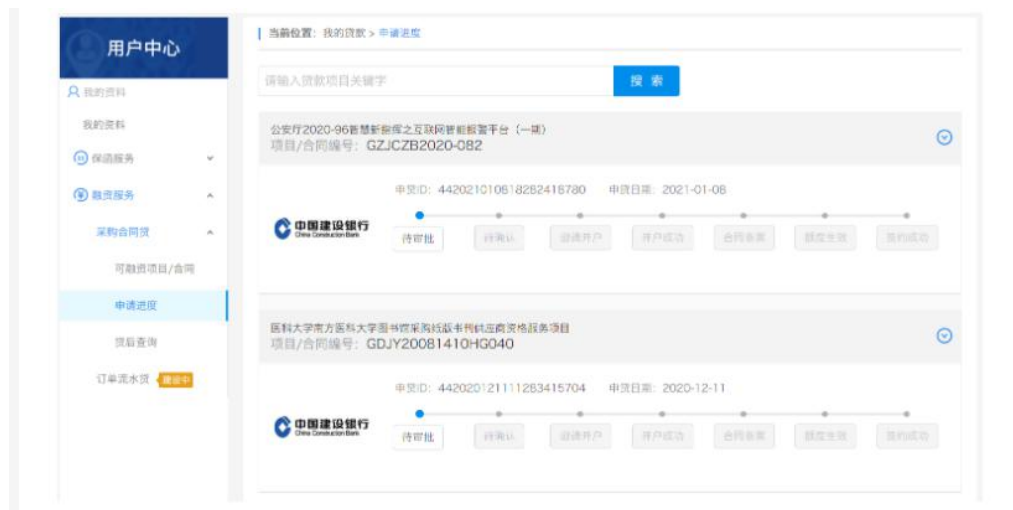 用户中心
我的资料
我的资料
保函服务
融资服务
采购合同贷
可融资项目/合同
申请进度
贷后查询
订单流水贷 建设中
当前位置：我的贷款 > 申请进度
请输入贷款项目关键字
搜 索
公安厅2020-96智慧新指挥之互联网智能报警平台（一期）
项目/合同编号：GZJCZB2020-082
申贷ID：44202101061826241678​0 申贷日期：2021-01-06
中国建设银行
China Construction Bank
待审批 待确认 邀请开户 开户成功 合同备案 额度生效 签约成功
医科大学南方医科大学图书馆采购纸版书刊供应商资格服务项目
项目/合同编号：GDJY20081410HG040
申贷ID：44202012111126341570​4 申贷日期：2020-12-11
中国建设银行
China Construction Bank
待审批 待确认 邀请开户 开户成功 合同备案 额度生效 签约成功